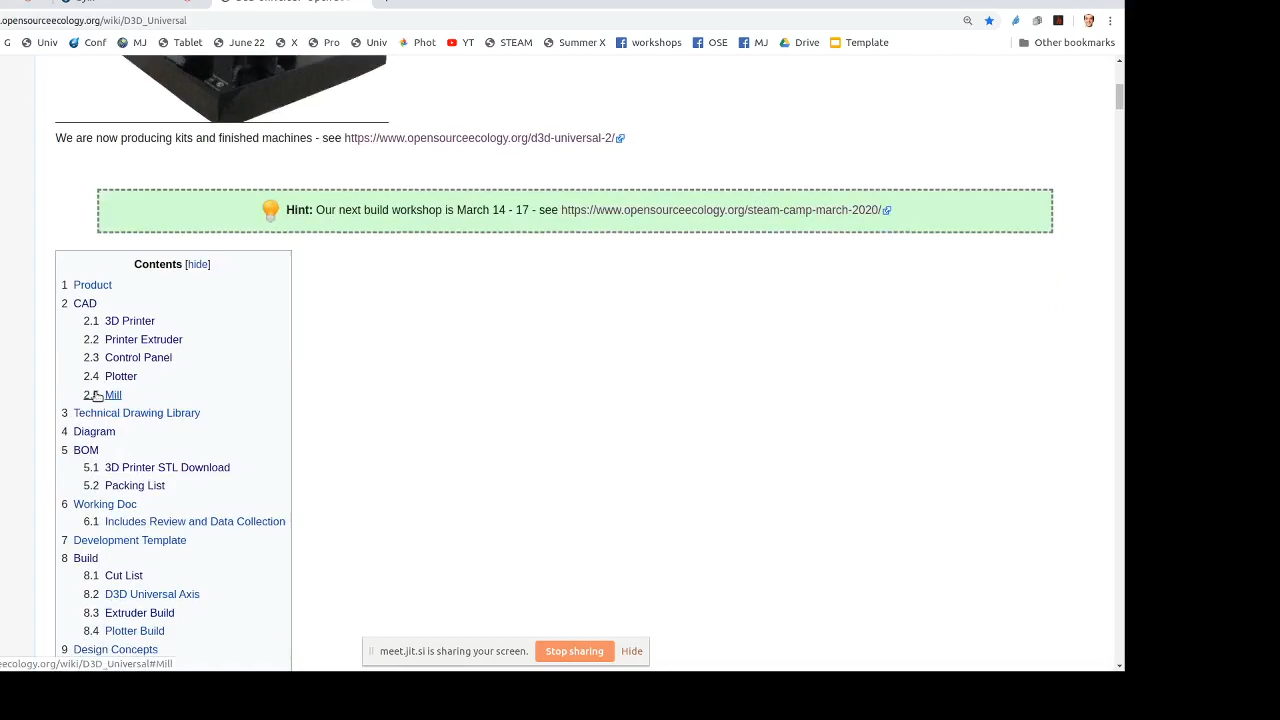 .opensourceecology.org/wiki/D3D_Universal
G Univ Conf MJ Tablet June 22 X Pro Univ Phot YT STEAM Summer X workshops OSE MJ Drive Template Other bookmarks
We are now producing kits and finished machines - see https://www.opensourceecology.org/d3d-universal-2/
Hint: Our next build workshop is March 14 - 17 - see https://www.opensourceecology.org/steam-camp-march-2020/
Contents [hide]
1 Product
2 CAD
2.1 3D Printer
2.2 Printer Extruder
2.3 Control Panel
2.4 Plotter
Mill
3 Technical Drawing Library
4 Diagram
5 BOM
5.1 3D Printer STL Download
5.2 Packing List
6 Working Doc
6.1 Includes Review and Data Collection
7 Development Template
8 Build
8.1 Cut List
8.2 D3D Universal Axis
8.3 Extruder Build
8.4 Plotter Build
9 Design Concepts
meet.jit.si is sharing your screen. Stop sharing Hide
ecology.org/wiki/D3D_Universal#Mill